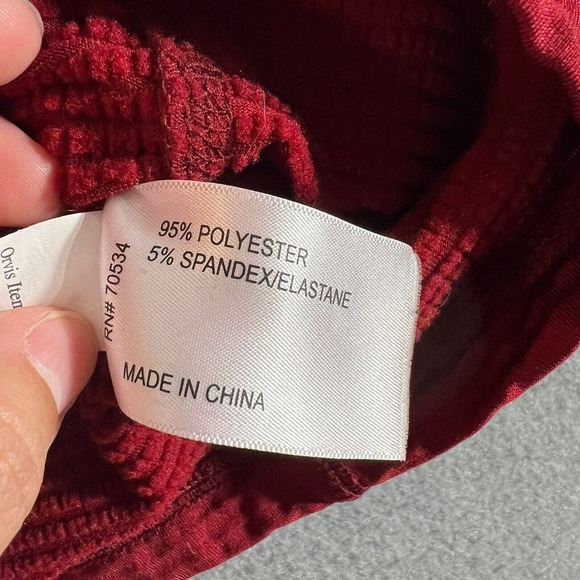 95% POLYESTER
5% SPANDEX/ELASTANE
MADE IN CHINA
RN# 70534
Orvis Item